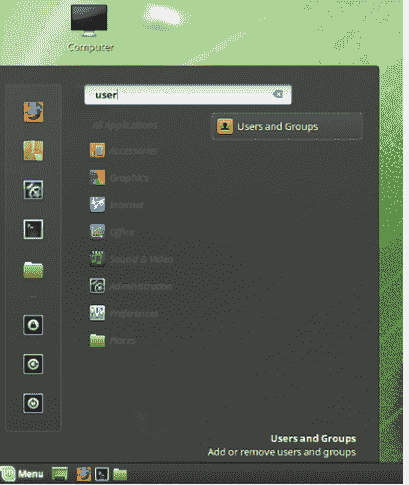 Computer
user
All Applications
Users and Groups
Accessories
Graphics
Internet
Office
Sound & Video
Administration
Preferences
Places
Users and Groups
Add or remove users and groups
Menu